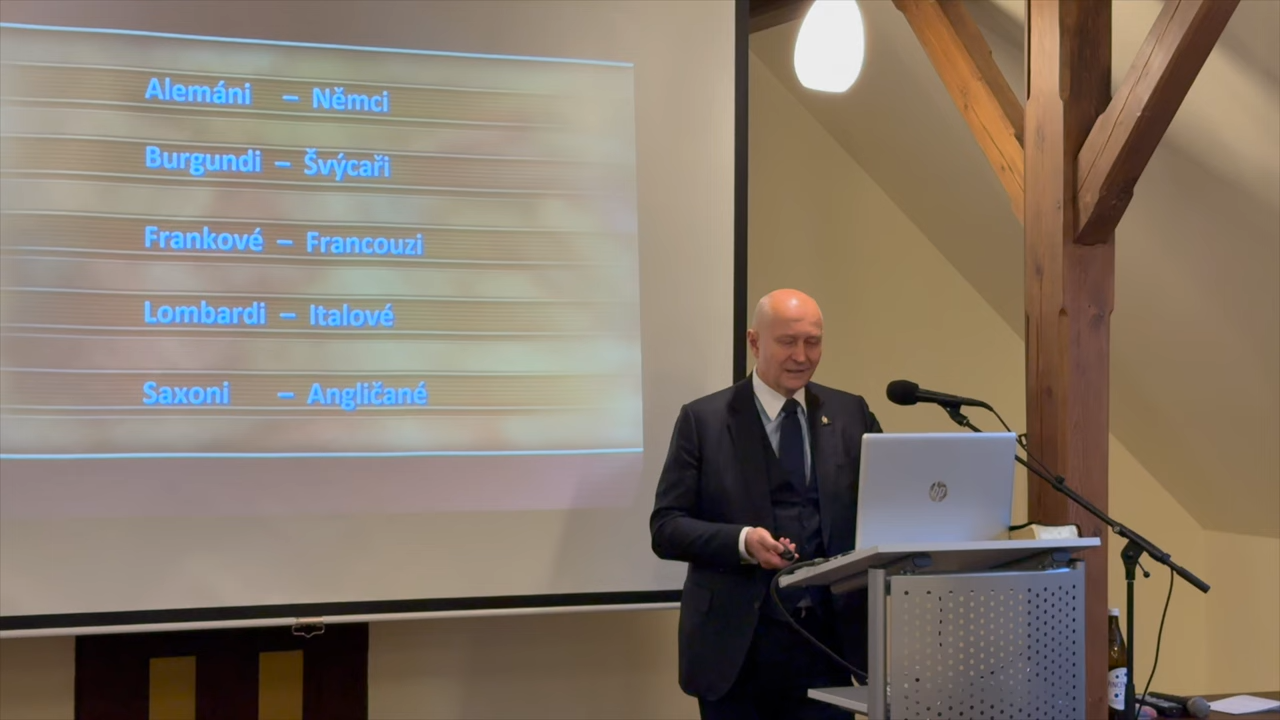 Alemáni – Němci
Burgundi – Švýcaři
Frankové – Francouzi
Lombardi – Italové
Saxoni – Angličané
hp